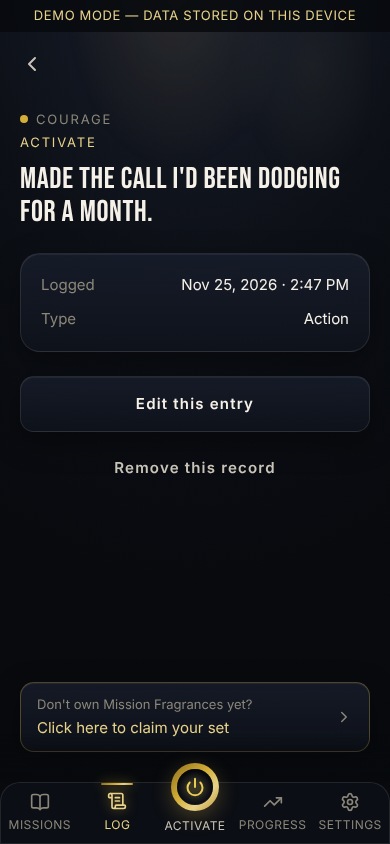 DEMO MODE — DATA STORED ON THIS DEVICE
COURAGE
ACTIVATE
MADE THE CALL I'D BEEN DODGING
FOR A MONTH.
Logged Nov 25, 2026 · 2:47 PM
Type Action
Edit this entry
Remove this record
Don't own Mission Fragrances yet?
Click here to claim your set
MISSIONS LOG ACTIVATE PROGRESS SETTINGS